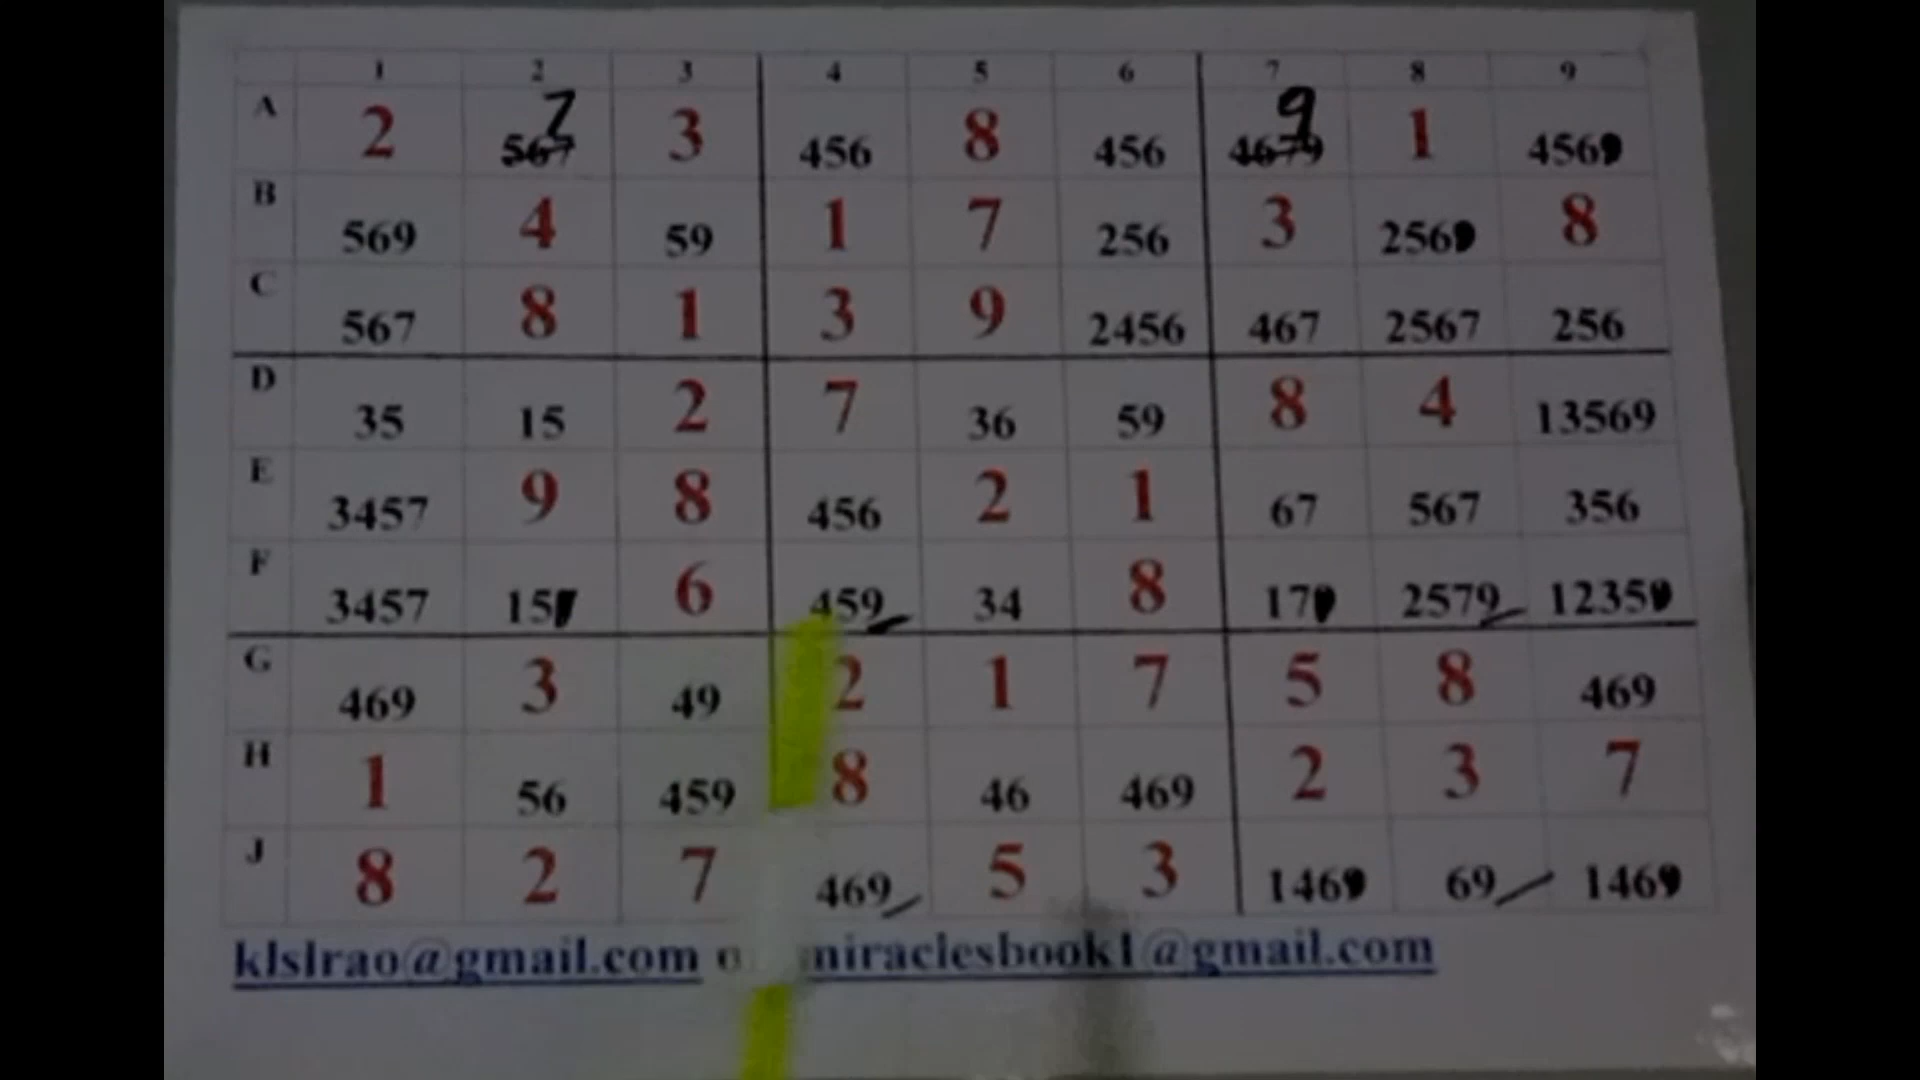 1 2 3 4 5 6 7 8 9
A 2 567 7 3 456 8 456 4679 9 1 4569
B 569 4 59 1 7 256 3 2569 8
C 567 8 1 3 9 2456 467 2567 256
D 35 15 2 7 36 59 8 4 13569
E 3457 9 8 456 2 1 67 567 356
F 3457 157 6 459 34 8 179 2579 12359
G 469 3 49 2 1 7 5 8 469
H 1 56 459 8 46 469 2 3 7
J 8 2 7 469 5 3 1469 69 1469
klslrao@gmail.com miraclesbook1@gmail.com